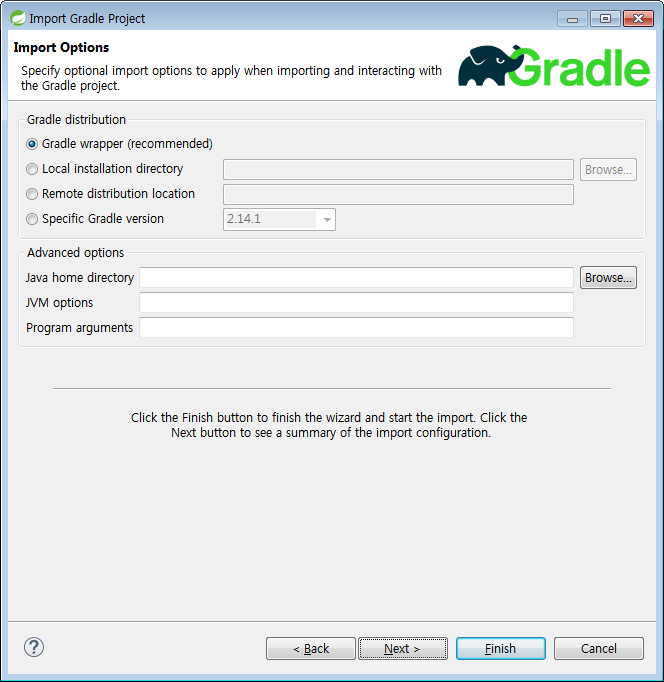 Import Gradle Project
Import Options
Specify optional import options to apply when importing and interacting with
the Gradle project.
Gradle
Gradle distribution
Gradle wrapper (recommended)
Local installation directory
Browse...
Remote distribution location
Specific Gradle version
2.14.1
Advanced options
Java home directory
Browse...
JVM options
Program arguments
Click the Finish button to finish the wizard and start the import. Click the
Next button to see a summary of the import configuration.
?
< Back
Next >
Finish
Cancel